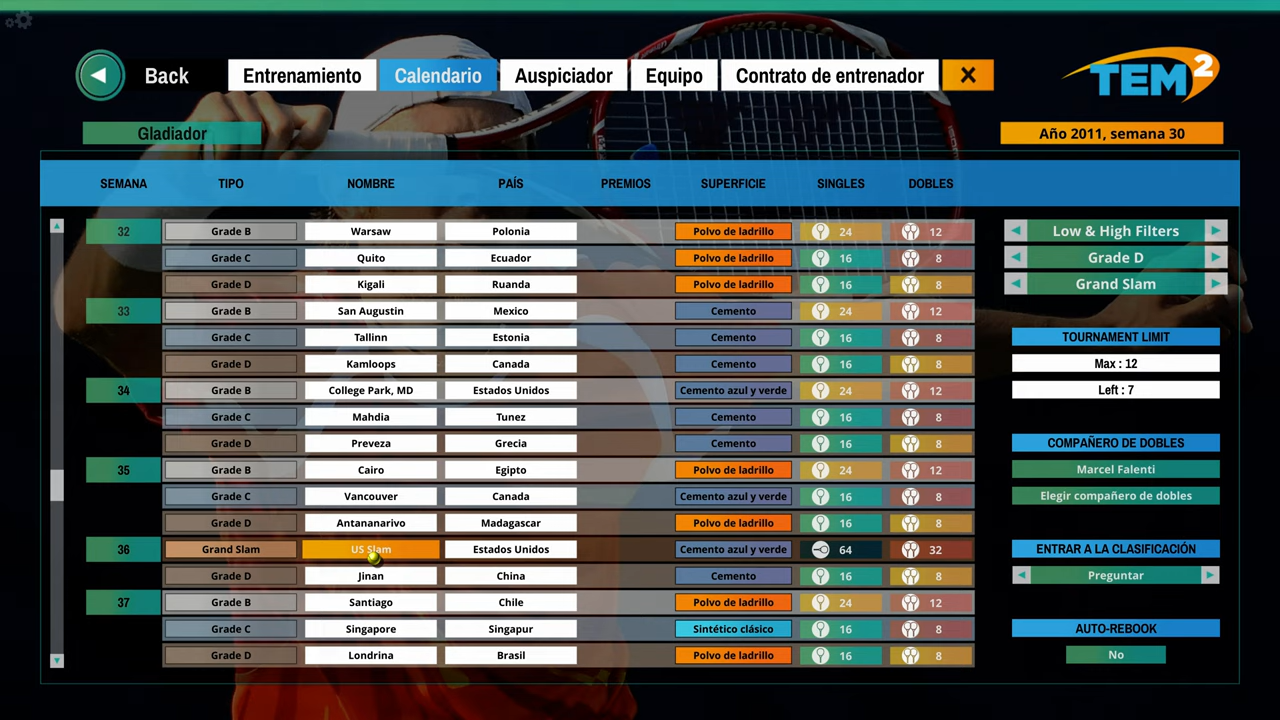 Back
Entrenamiento
Calendario
Auspiciador
Equipo
Contrato de entrenador
X
TEM2
Gladiador
Año 2011, semana 30
SEMANA TIPO NOMBRE PAÍS PREMIOS SUPERFICIE SINGLES DOBLES
32 Grade B Warsaw Polonia Polvo de ladrillo 24 12
Grade C Quito Ecuador Polvo de ladrillo 16 8
Grade D Kigali Ruanda Polvo de ladrillo 16 8
33 Grade B San Augustin Mexico Cemento 24 12
Grade C Tallinn Estonia Cemento 16 8
Grade D Kamloops Canada Cemento 16 8
34 Grade B College Park, MD Estados Unidos Cemento azul y verde 24 12
Grade C Mahdia Tunez Cemento 16 8
Grade D Preveza Grecia Cemento 16 8
35 Grade B Cairo Egipto Polvo de ladrillo 24 12
Grade C Vancouver Canada Cemento azul y verde 16 8
Grade D Antananarivo Madagascar Polvo de ladrillo 16 8
36 Grand Slam US Slam Estados Unidos Cemento azul y verde 64 32
Grade D Jinan China Cemento 16 8
37 Grade B Santiago Chile Polvo de ladrillo 24 12
Grade C Singapore Singapur Sintético clásico 16 8
Grade D Londrina Brasil Polvo de ladrillo 16 8
Low & High Filters
Grade D
Grand Slam
TOURNAMENT LIMIT
Max : 12
Left : 7
COMPAÑERO DE DOBLES
Marcel Falenti
Elegir compañero de dobles
ENTRAR A LA CLASIFICACIÓN
Preguntar
AUTO-REBOOK
No